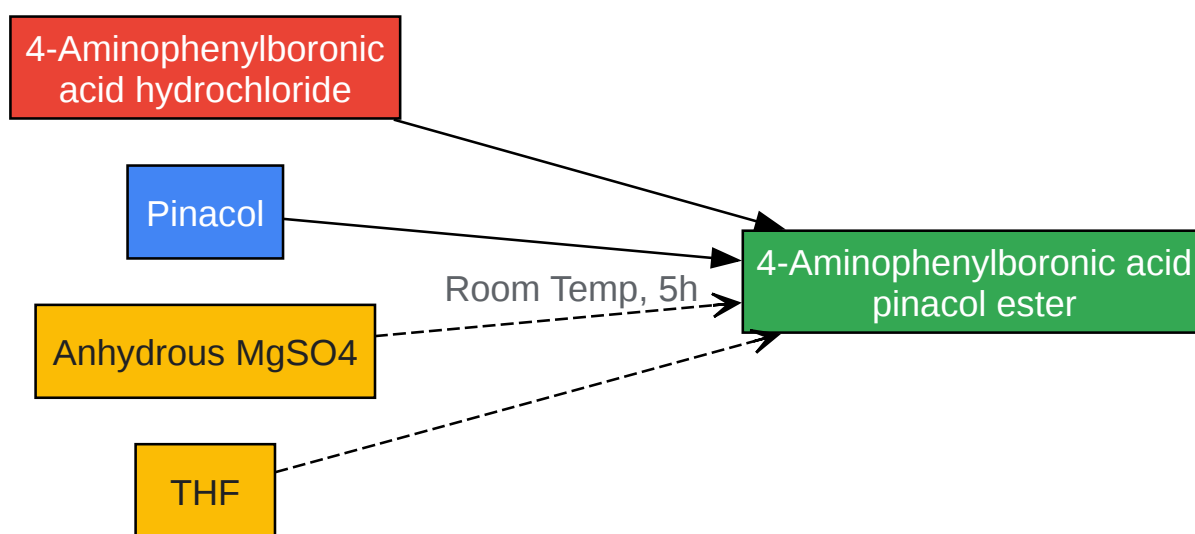 4-Aminophenylboronic
acid hydrochloride
Pinacol
4-Aminophenylboronic acid
pinacol ester
Room Temp, 5h
Anhydrous MgSO4
THF